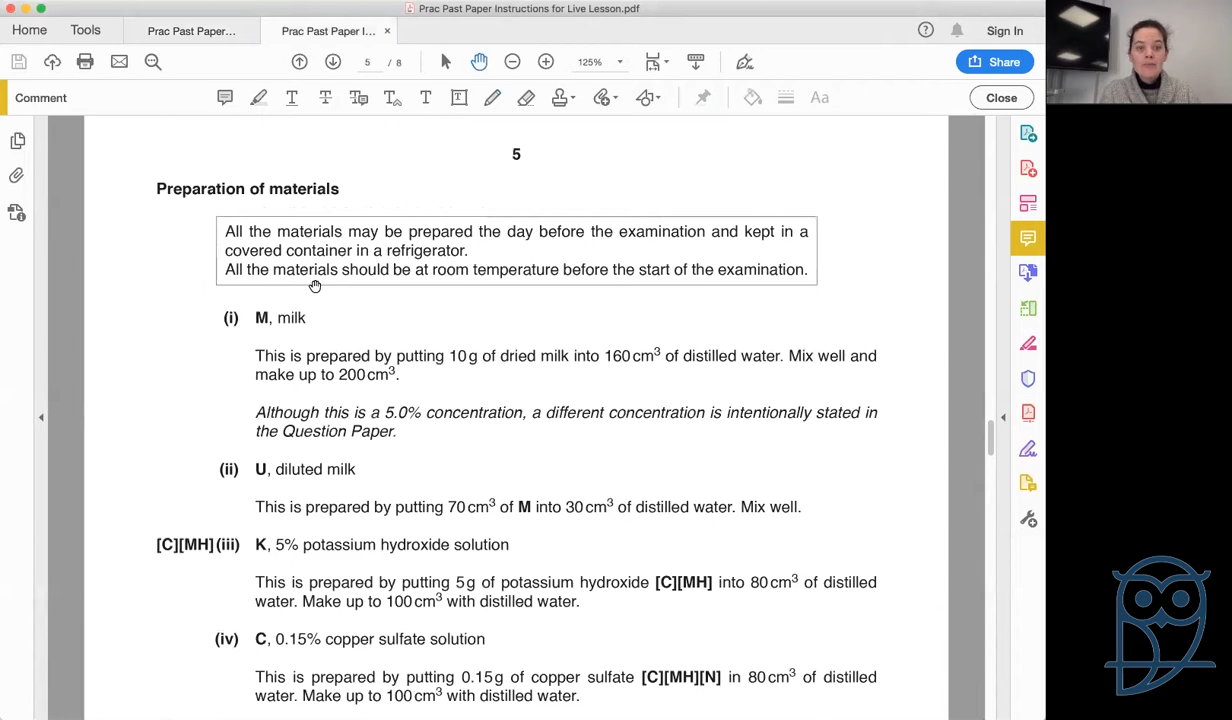 Prac Past Paper Instructions for Live Lesson.pdf
Home Tools Prac Past Paper... Prac Past Paper I... × Sign In
5 / 8 125% Share
Comment Aa Close
5
Preparation of materials
All the materials may be prepared the day before the examination and kept in a
covered container in a refrigerator.
All the materials should be at room temperature before the start of the examination.
(i) M, milk
This is prepared by putting 10 g of dried milk into 160 cm³ of distilled water. Mix well and
make up to 200 cm³.
Although this is a 5.0% concentration, a different concentration is intentionally stated in
the Question Paper.
(ii) U, diluted milk
This is prepared by putting 70 cm³ of M into 30 cm³ of distilled water. Mix well.
[C][MH] (iii) K, 5% potassium hydroxide solution
This is prepared by putting 5 g of potassium hydroxide [C][MH] into 80 cm³ of distilled
water. Make up to 100 cm³ with distilled water.
(iv) C, 0.15% copper sulfate solution
This is prepared by putting 0.15 g of copper sulfate [C][MH][N] in 80 cm³ of distilled
water. Make up to 100 cm³ with distilled water.